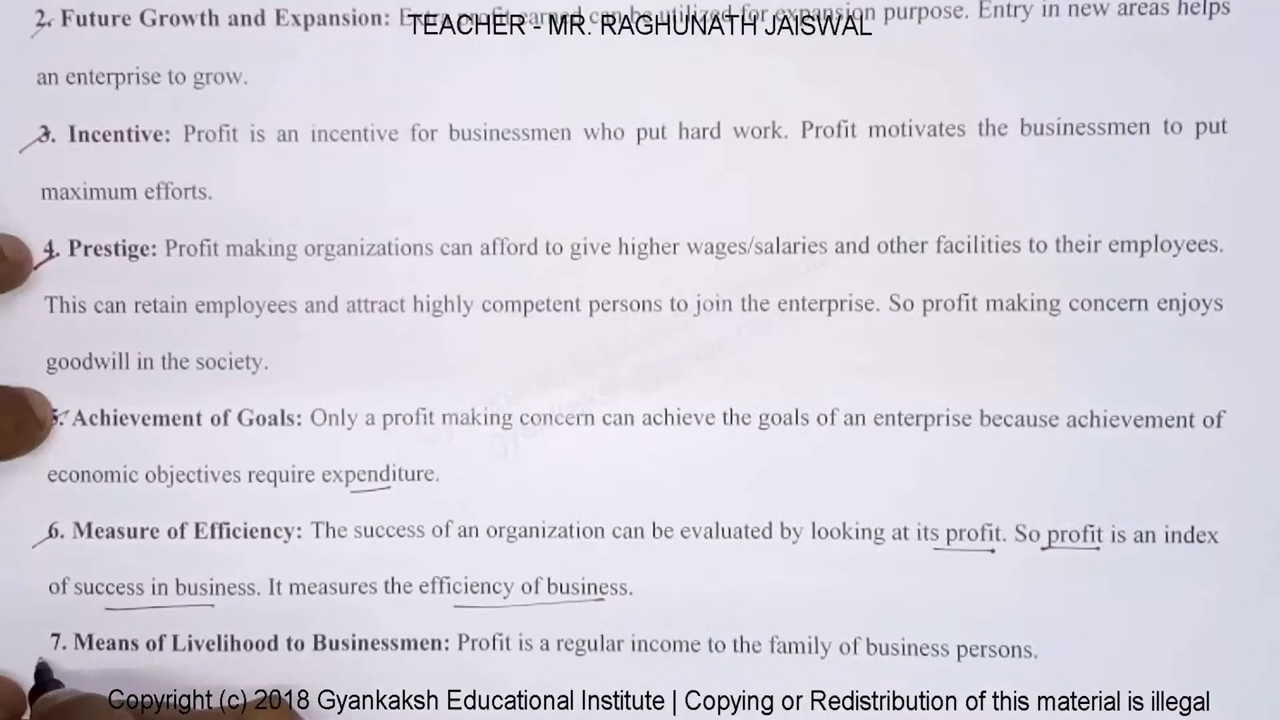 2. Future Growth and Expansion: Extra profit earned can be utilized for expansion purpose. Entry in new areas helps
TEACHER - MR. RAGHUNATH JAISWAL
an enterprise to grow.
3. Incentive: Profit is an incentive for businessmen who put hard work. Profit motivates the businessmen to put
maximum efforts.
4. Prestige: Profit making organizations can afford to give higher wages/salaries and other facilities to their employees.
This can retain employees and attract highly competent persons to join the enterprise. So profit making concern enjoys
goodwill in the society.
5. Achievement of Goals: Only a profit making concern can achieve the goals of an enterprise because achievement of
economic objectives require expenditure.
6. Measure of Efficiency: The success of an organization can be evaluated by looking at its profit. So profit is an index
of success in business. It measures the efficiency of business.
7. Means of Livelihood to Businessmen: Profit is a regular income to the family of business persons.
Copyright (c) 2018 Gyankaksh Educational Institute | Copying or Redistribution of this material is illegal